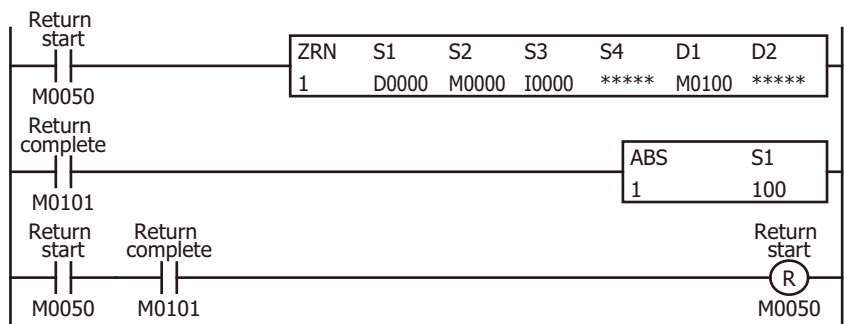 Return
start
ZRN S1 S2 S3 S4 D1 D2
1 D0000 M0000 I0000 ***** M0100 *****
M0050
Return
complete
ABS S1
1 100
M0101
Return Return Return
start complete start
R
M0050 M0101 M0050